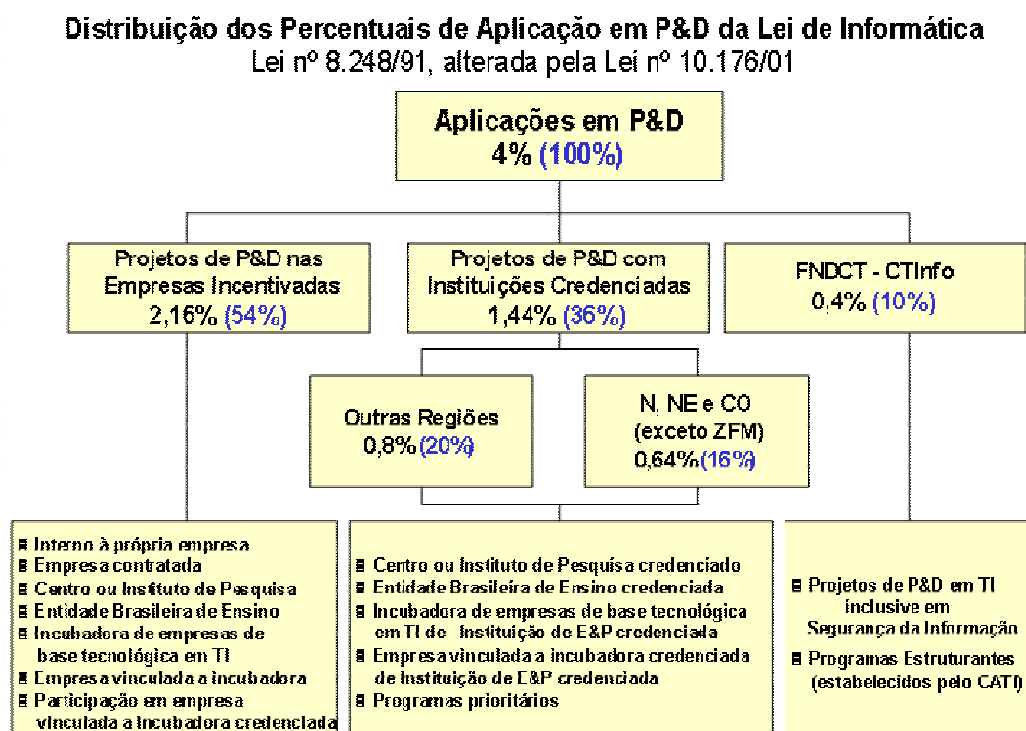 Distribuição dos Percentuais de Aplicação em P&D da Lei de Informática
Lei nº 8.248/91, alterada pela Lei nº 10.176/01
Aplicações em P&D
4% (100%)
Projetos de P&D nas
Empresas Incentivadas
2,16% (54%)
Projetos de P&D com
Instituições Credenciadas
1,44% (36%)
FNDCT - CTInfo
0,4% (10%)
Outras Regiões
0,8% (20%)
N, NE e CO
(exceto ZFM)
0,64% (16%)
Interno à própria empresa
Empresa contratada
Centro ou Instituto de Pesquisa
Entidade Brasileira de Ensino
Incubadora de empresas de
base tecnológica em TI
Empresa vinculada a incubadora
Participação em empresa
vinculada a incubadora credenciada
Centro ou Instituto de Pesquisa credenciado
Entidade Brasileira de Ensino credenciada
Incubadora de empresas de base tecnológica
em TI de Instituição de E&P credenciada
Empresa vinculada a incubadora credenciada
de Instituição de E&P credenciada
Programas prioritários
Projetos de P&D em TI
inclusive em
Segurança da Informação
Programas Estruturantes
(estabelecidos pelo CATI)